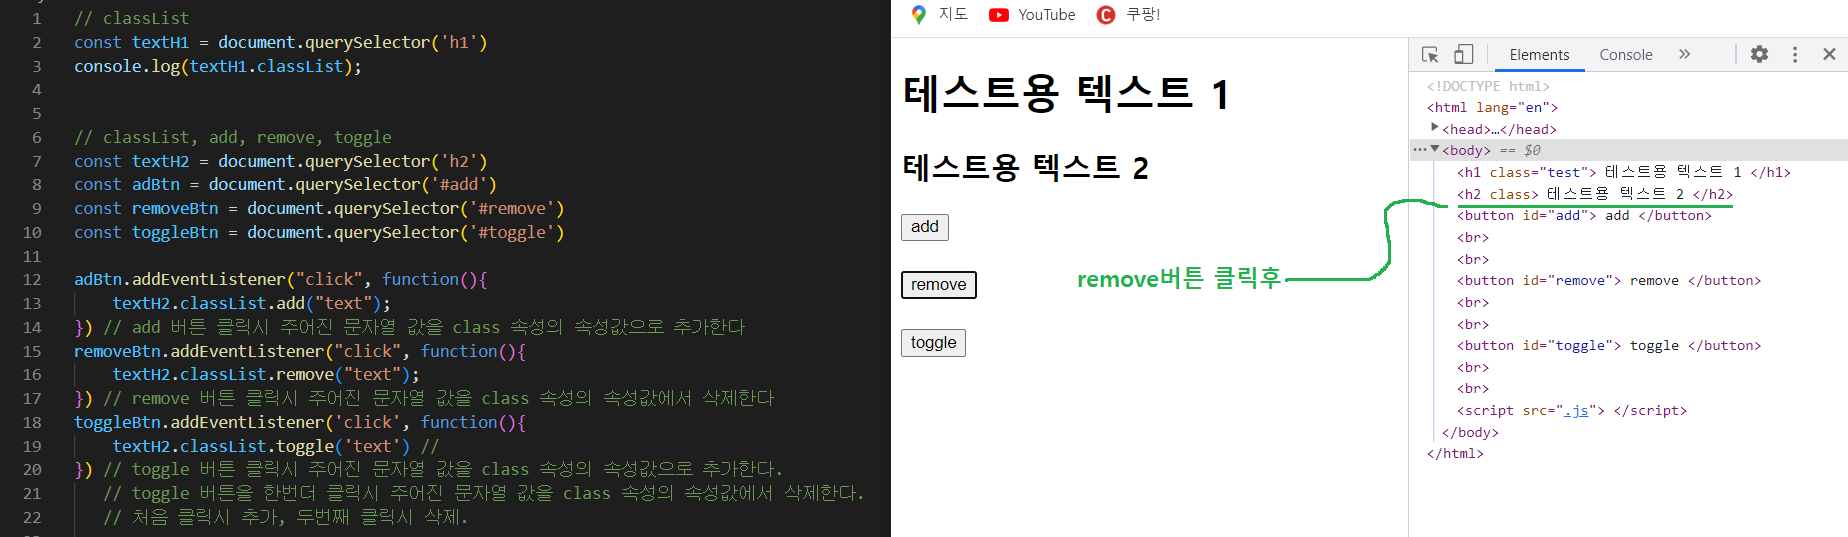 1 // classList
2 const textH1 = document.querySelector('h1')
3 console.log(textH1.classList);
4
5
6 // classList, add, remove, toggle
7 const textH2 = document.querySelector('h2')
8 const adBtn = document.querySelector('#add')
9 const removeBtn = document.querySelector('#remove')
10 const toggleBtn = document.querySelector('#toggle')
11
12 adBtn.addEventListener("click", function(){
13 textH2.classList.add("text");
14 }) // add 버튼 클릭시 주어진 문자열 값을 class 속성의 속성값으로 추가한다
15 removeBtn.addEventListener("click", function(){
16 textH2.classList.remove("text");
17 }) // remove 버튼 클릭시 주어진 문자열 값을 class 속성의 속성값에서 삭제한다
18 toggleBtn.addEventListener('click', function(){
19 textH2.classList.toggle('text') //
20 }) // toggle 버튼 클릭시 주어진 문자열 값을 class 속성의 속성값으로 추가한다.
21 // toggle 버튼을 한번더 클릭시 주어진 문자열 값을 class 속성의 속성값에서 삭제한다.
22 // 처음 클릭시 추가, 두번째 클릭시 삭제.
지도 YouTube C 쿠팡!
테스트용 텍스트 1
테스트용 텍스트 2
add
remove
remove버튼 클릭후
toggle
Elements Console »
<!DOCTYPE html>
<html lang="en">
<head>…</head>
<body> == $0
<h1 class="test"> 테스트용 텍스트 1 </h1>
<h2 class> 테스트용 텍스트 2 </h2>
<button id="add"> add </button>
<br>
<br>
<button id="remove"> remove </button>
<br>
<br>
<button id="toggle"> toggle </button>
<br>
<br>
<script src=".js"> </script>
</body>
</html>